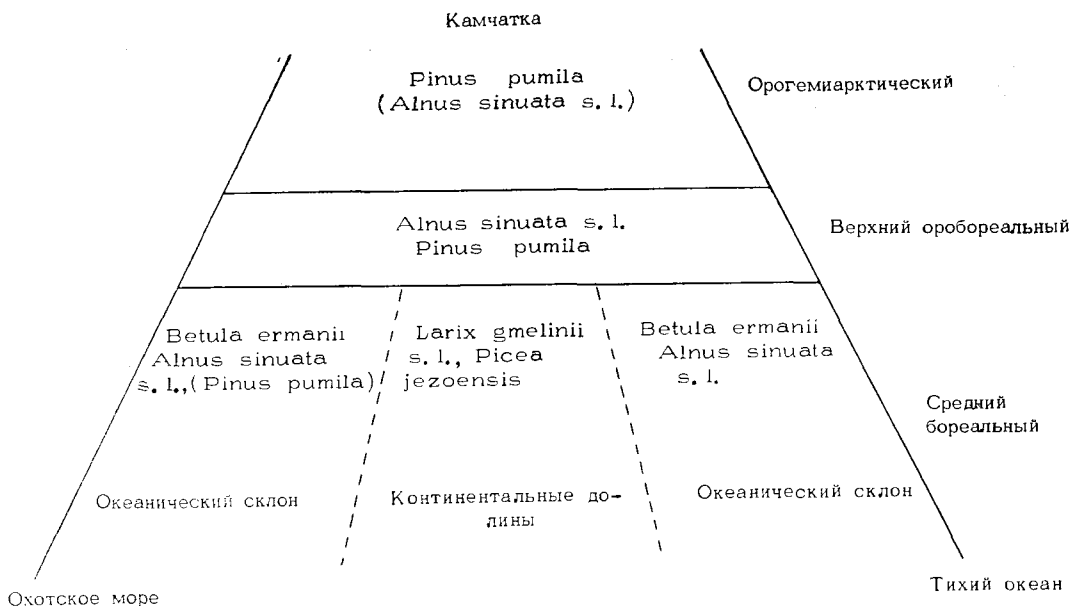 Камчатка
Pinus pumila
(Alnus sinuata s. l.)
Орогемиарктический
Alnus sinuata s. l.
Pinus pumila
Верхний оробореальный
Betula ermanii
Alnus sinuata
s. l., (Pinus pumila)
Larix gmelinii
s. l., Picea
jezoensis
Betula ermanii
Alnus sinuata
s. l.
Средний
бореальный
Океанический склон
Континентальные до-
лины
Океанический склон
Охотское море
Тихий океан